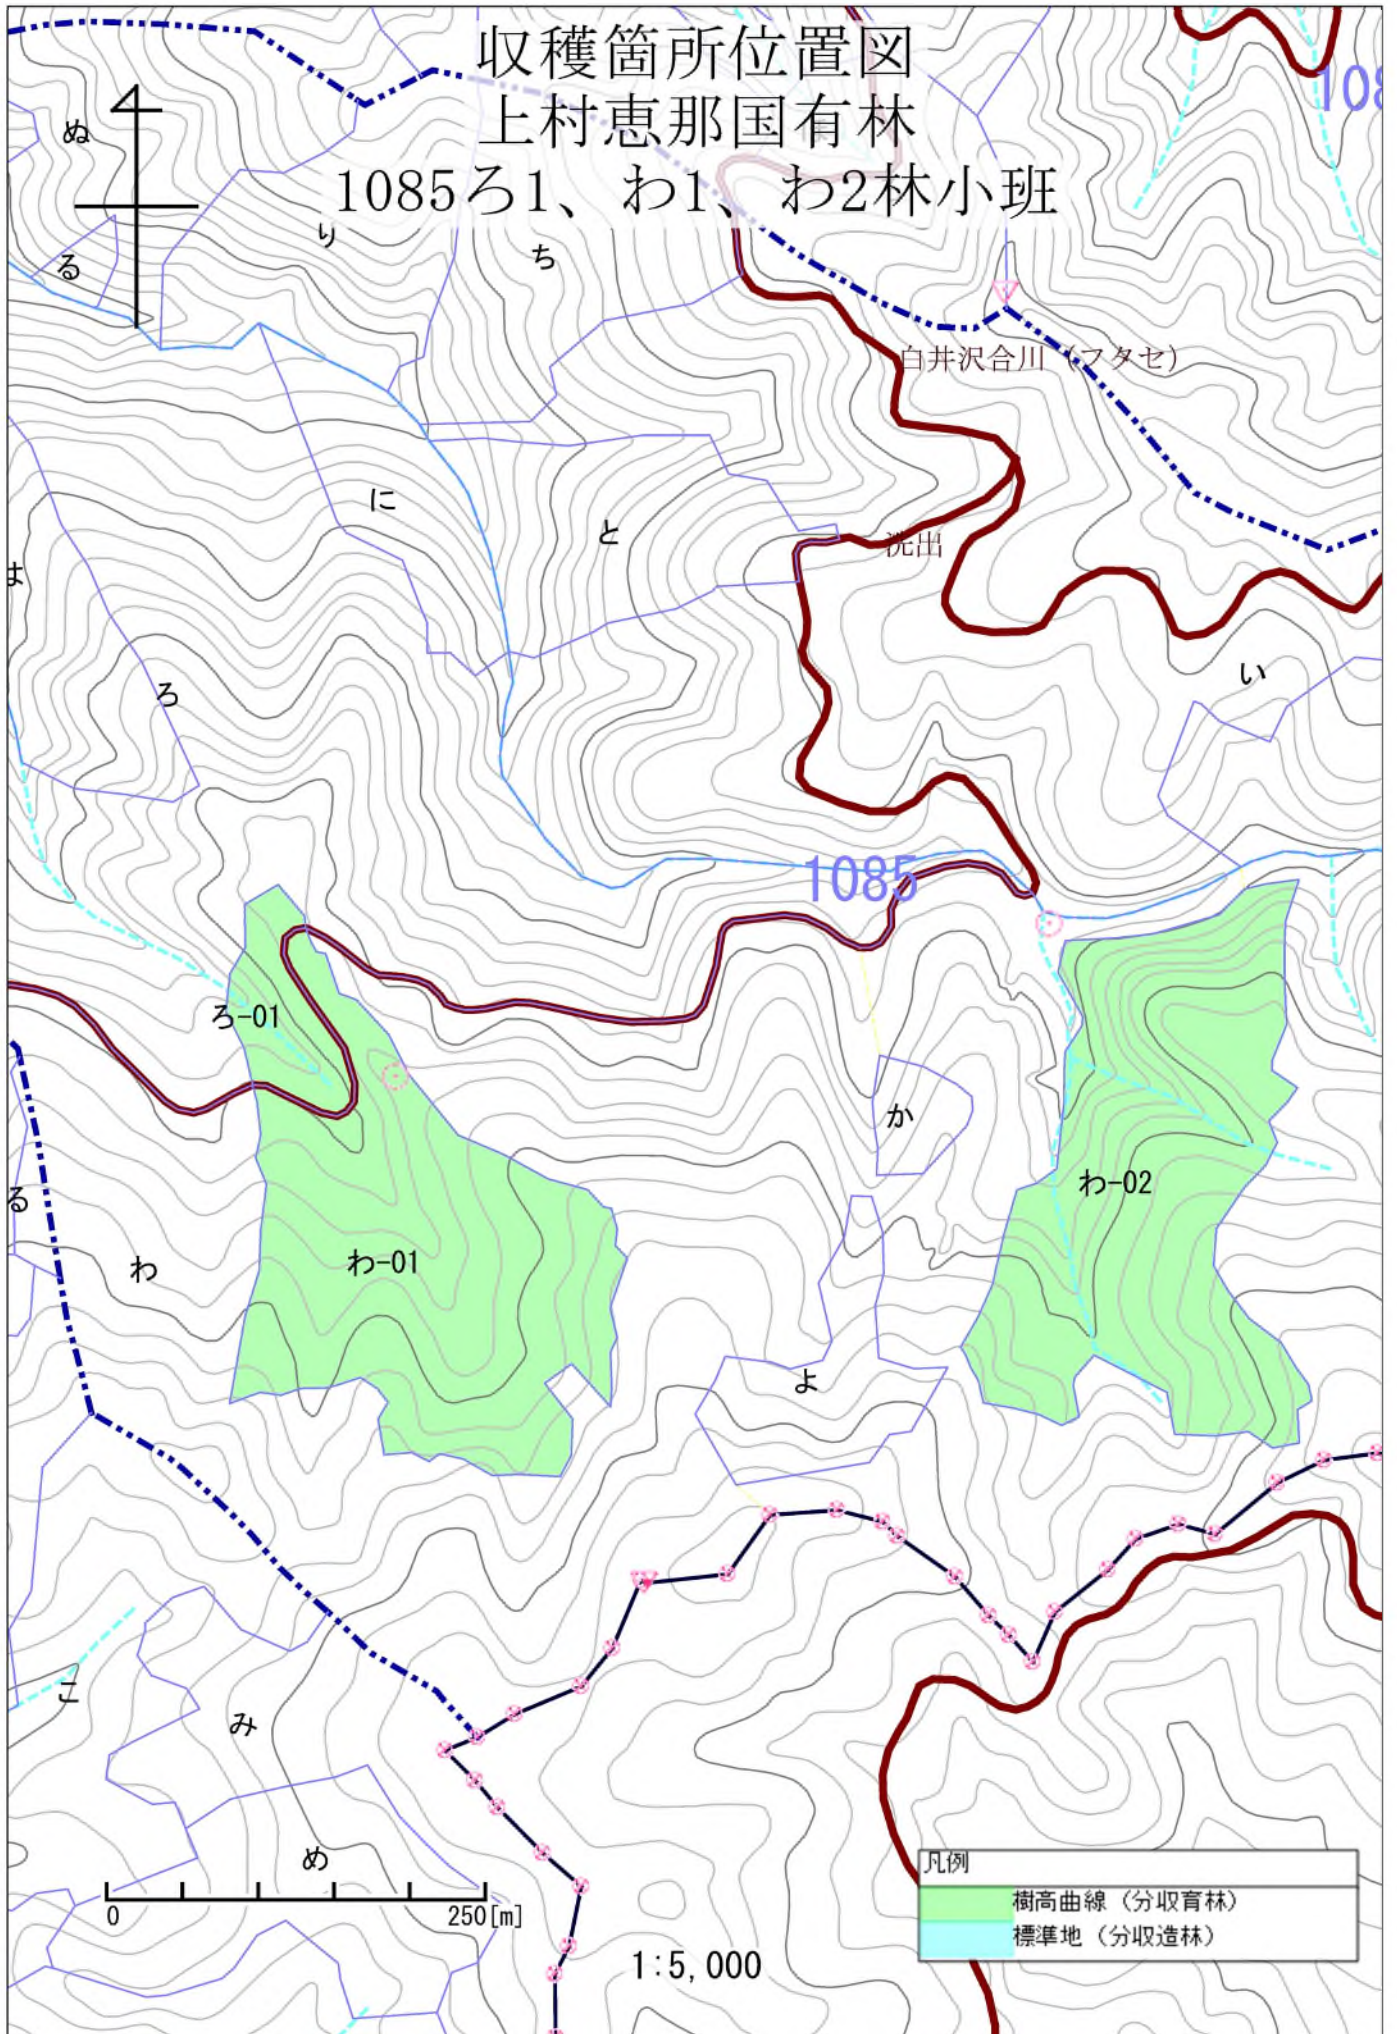 収穫箇所位置図
上村恵那国有林
1085ろ1、わ1、わ2林小班
108
ぬ
り
ち
る
白井沢合川（フタセ）
に
と
洗出
は
い
ろ
1085
ろ-01
か
わ-02
る
わ
わ-01
よ
こ
み
め
0 250[m]
1:5,000
凡例
樹高曲線（分収育林）
標準地（分収造林）